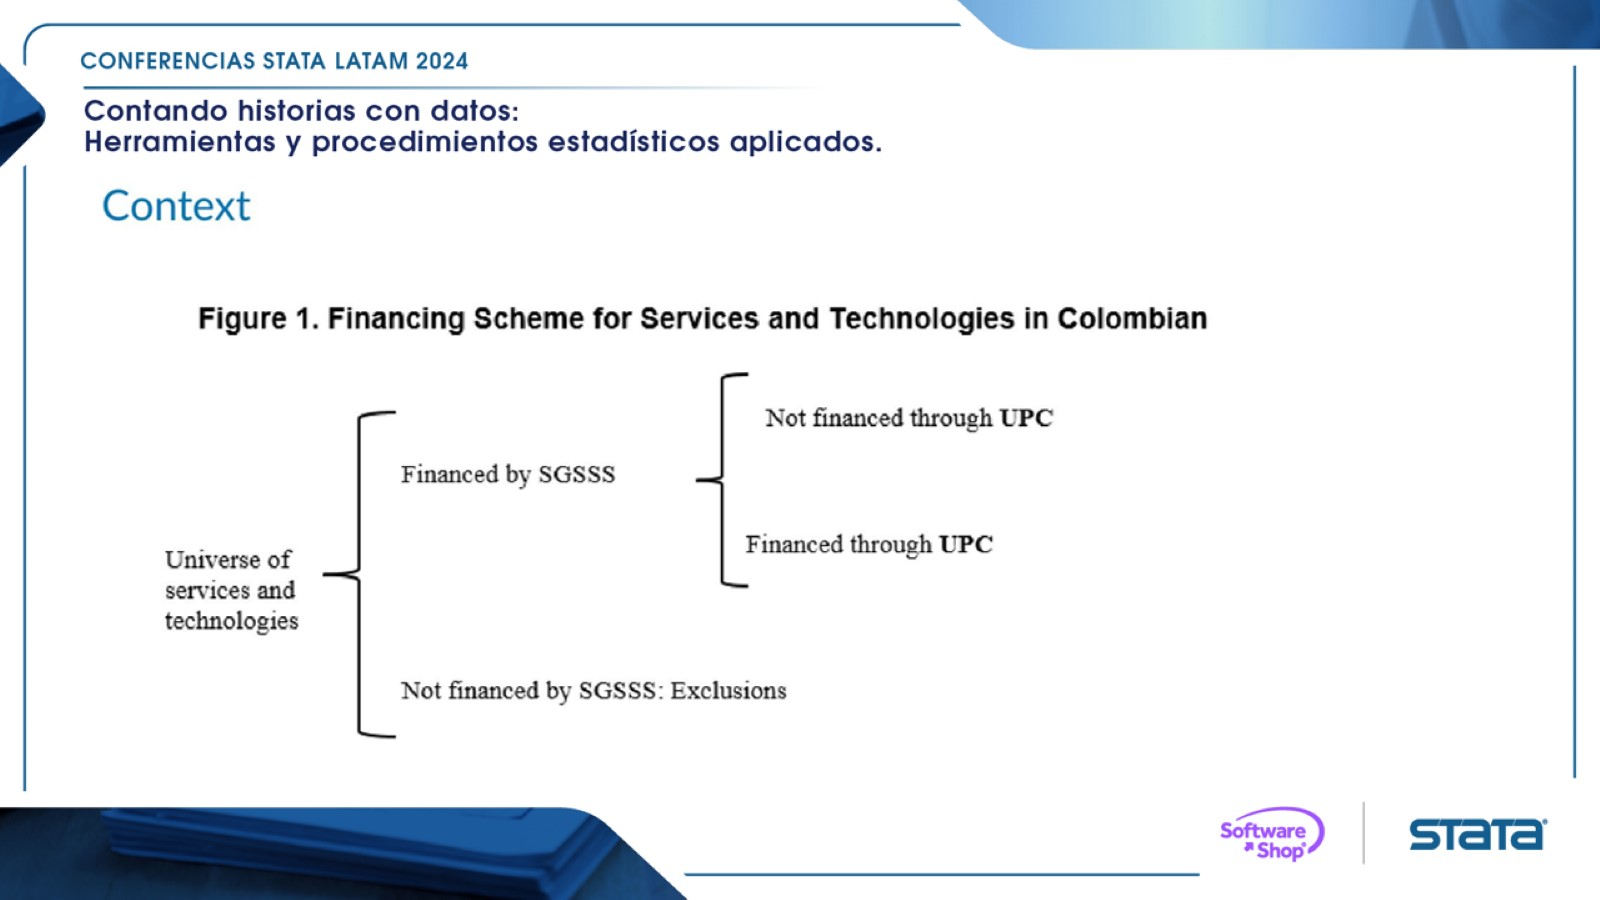 CONFERENCIAS STATA LATAM 2024
Contando historias con datos:
Herramientas y procedimientos estadísticos aplicados.
Context
Figure 1. Financing Scheme for Services and Technologies in Colombian
Not financed through UPC
Financed by SGSSS
Financed through UPC
Universe of
services and
technologies
Not financed by SGSSS: Exclusions
Software
Shop
STATA